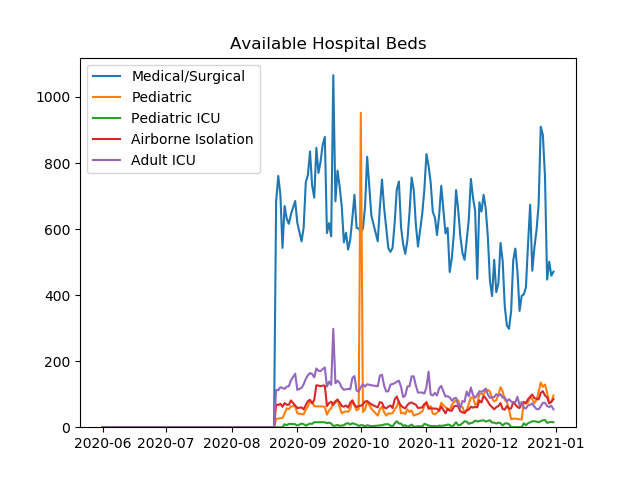 Available Hospital Beds
Medical/Surgical
Pediatric
Pediatric ICU
Airborne Isolation
Adult ICU
1000
800
600
400
200
0
2020-06 2020-07 2020-08 2020-09 2020-10 2020-11 2020-12 2021-01